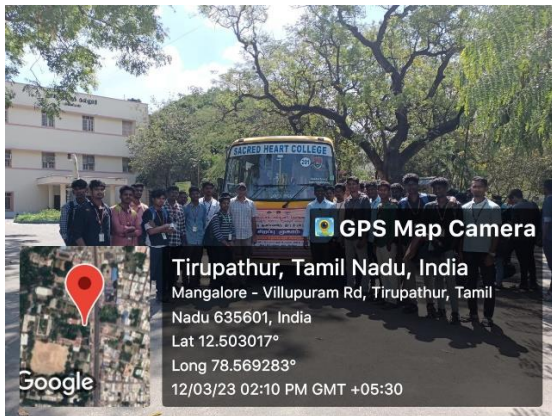 SACRED HEART COLLEGE
GPS Map Camera
Tirupathur, Tamil Nadu, India
Mangalore - Villupuram Rd, Tirupathur, Tamil
Nadu 635601, India
Lat 12.503017°
Long 78.569283°
12/03/23 02:10 PM GMT +05:30
Google